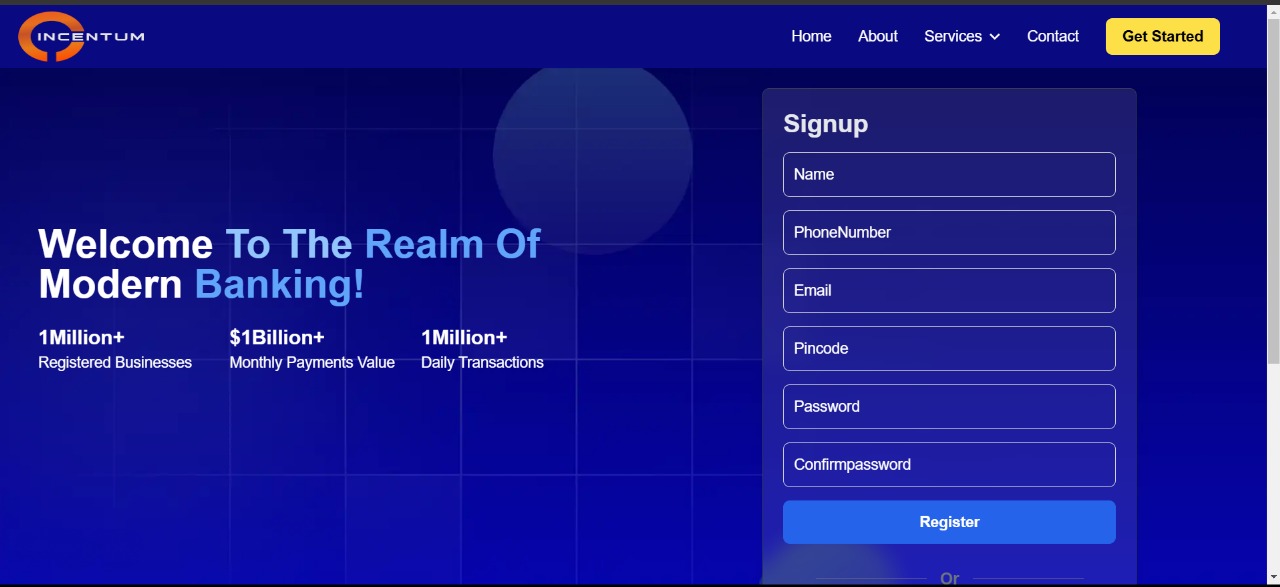 INCENTUM
Home About Services Contact Get Started
Signup
Name
PhoneNumber
Email
Pincode
Password
Confirmpassword
Register
Or
Welcome To The Realm Of
Modern Banking!
1Million+ $1Billion+ 1Million+
Registered Businesses Monthly Payments Value Daily Transactions